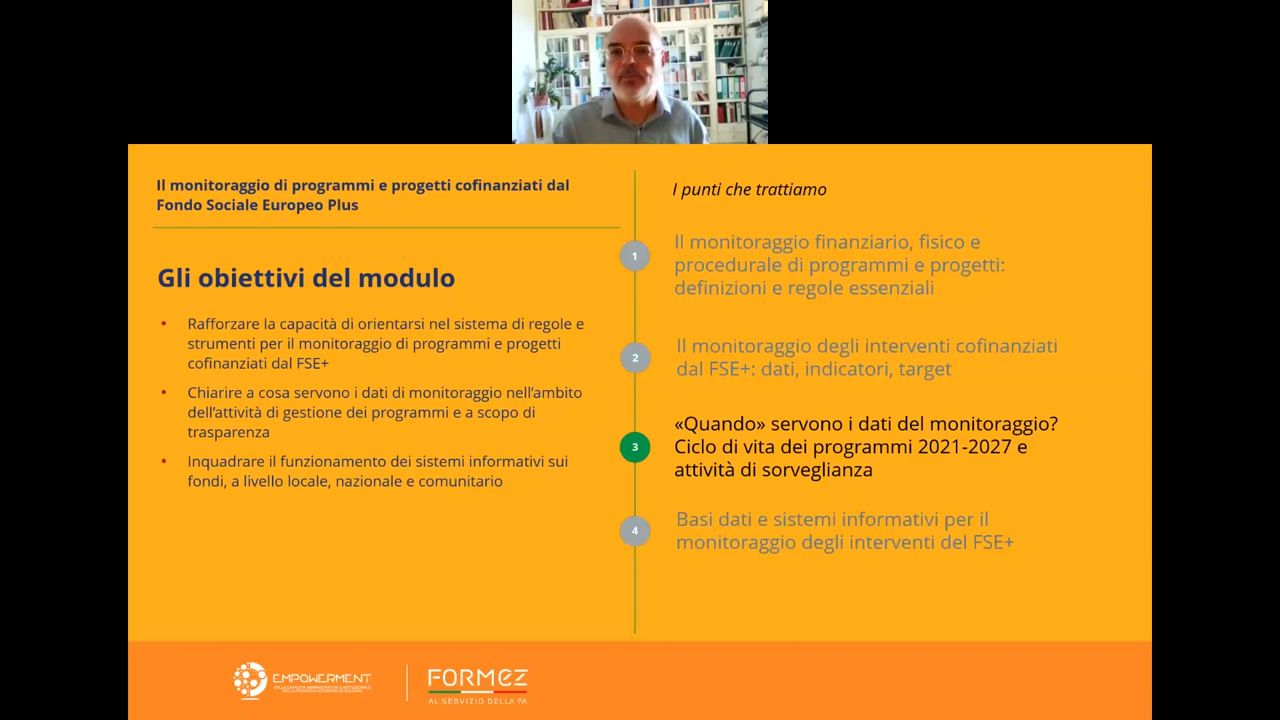 Il monitoraggio di programmi e progetti cofinanziati dal
Fondo Sociale Europeo Plus
Gli obiettivi del modulo
• Rafforzare la capacità di orientarsi nel sistema di regole e
strumenti per il monitoraggio di programmi e progetti
cofinanziati dal FSE+
• Chiarire a cosa servono i dati di monitoraggio nell'ambito
dell'attività di gestione dei programmi e a scopo di
trasparenza
• Inquadrare il funzionamento dei sistemi informativi sui
fondi, a livello locale, nazionale e comunitario
I punti che trattiamo
1
Il monitoraggio finanziario, fisico e
procedurale di programmi e progetti:
definizioni e regole essenziali
2
Il monitoraggio degli interventi cofinanziati
dal FSE+: dati, indicatori, target
3
«Quando» servono i dati del monitoraggio?
Ciclo di vita dei programmi 2021-2027 e
attività di sorveglianza
4
Basi dati e sistemi informativi per il
monitoraggio degli interventi del FSE+
EMPOWERMENT
FORMEZ
AL SERVIZIO DELLA PA